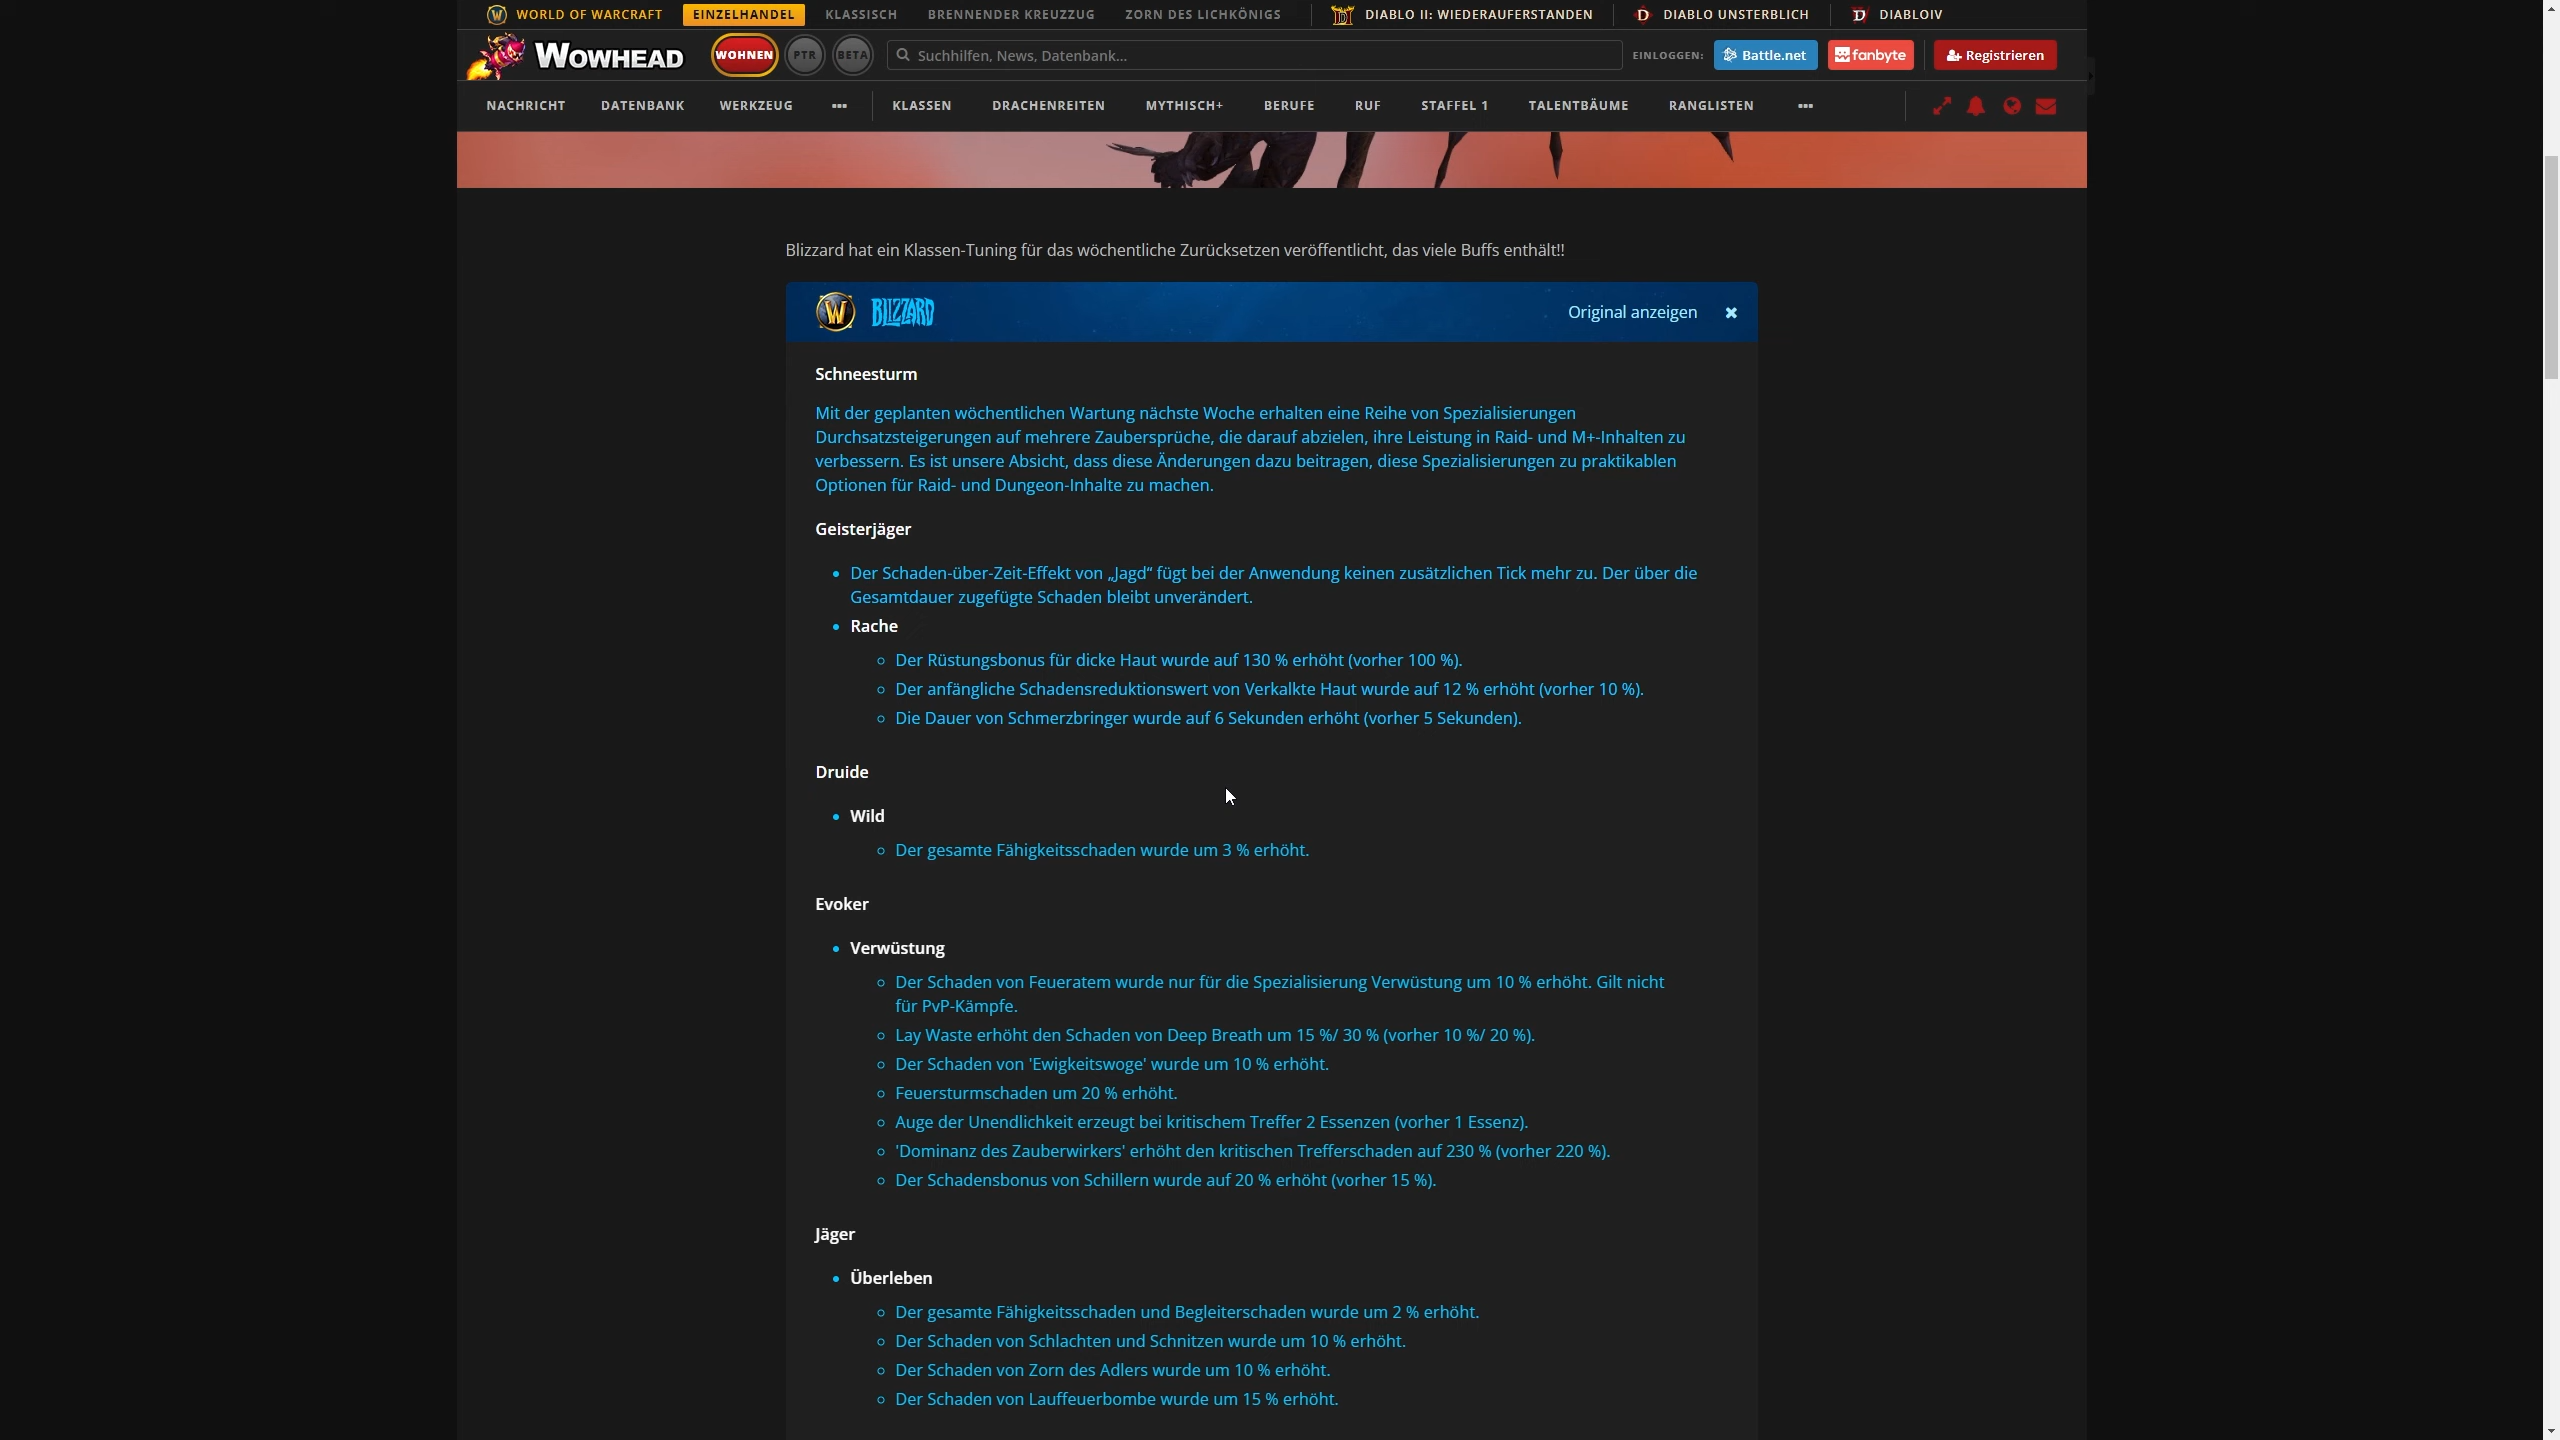 WORLD OF WARCRAFT EINZELHANDEL KLASSISCH BRENNENDER KREUZZUG ZORN DES LICHKÖNIGS DIABLO II: WIEDERAUFERSTANDEN DIABLO UNSTERBLICH DIABLOIV
WOWHEAD WOHNEN PTR BETA Suchhilfen, News, Datenbank... EINLOGGEN: Battle.net fanbyte Registrieren
NACHRICHT DATENBANK WERKZEUG ••• KLASSEN DRACHENREITEN MYTHISCH+ BERUFE RUF STAFFEL 1 TALENTBÄUME RANGLISTEN •••
Blizzard hat ein Klassen-Tuning für das wöchentliche Zurücksetzen veröffentlicht, das viele Buffs enthält!!
BLIZZARD Original anzeigen
Schneesturm
Mit der geplanten wöchentlichen Wartung nächste Woche erhalten eine Reihe von Spezialisierungen
Durchsatzsteigerungen auf mehrere Zaubersprüche, die darauf abzielen, ihre Leistung in Raid- und M+-Inhalten zu
verbessern. Es ist unsere Absicht, dass diese Änderungen dazu beitragen, diese Spezialisierungen zu praktikablen
Optionen für Raid- und Dungeon-Inhalte zu machen.
Geisterjäger
Der Schaden-über-Zeit-Effekt von „Jagd“ fügt bei der Anwendung keinen zusätzlichen Tick mehr zu. Der über die
Gesamtdauer zugefügte Schaden bleibt unverändert.
Rache
Der Rüstungsbonus für dicke Haut wurde auf 130 % erhöht (vorher 100 %).
Der anfängliche Schadensreduktionswert von Verkalkte Haut wurde auf 12 % erhöht (vorher 10 %).
Die Dauer von Schmerzbringer wurde auf 6 Sekunden erhöht (vorher 5 Sekunden).
Druide
Wild
Der gesamte Fähigkeitsschaden wurde um 3 % erhöht.
Evoker
Verwüstung
Der Schaden von Feueratem wurde nur für die Spezialisierung Verwüstung um 10 % erhöht. Gilt nicht
für PvP-Kämpfe.
Lay Waste erhöht den Schaden von Deep Breath um 15 %/ 30 % (vorher 10 %/ 20 %).
Der Schaden von 'Ewigkeitswoge' wurde um 10 % erhöht.
Feuersturmschaden um 20 % erhöht.
Auge der Unendlichkeit erzeugt bei kritischem Treffer 2 Essenzen (vorher 1 Essenz).
'Dominanz des Zauberwirkers' erhöht den kritischen Trefferschaden auf 230 % (vorher 220 %).
Der Schadensbonus von Schillern wurde auf 20 % erhöht (vorher 15 %).
Jäger
Überleben
Der gesamte Fähigkeitsschaden und Begleiterschaden wurde um 2 % erhöht.
Der Schaden von Schlachten und Schnitzen wurde um 10 % erhöht.
Der Schaden von Zorn des Adlers wurde um 10 % erhöht.
Der Schaden von Lauffeuerbombe wurde um 15 % erhöht.